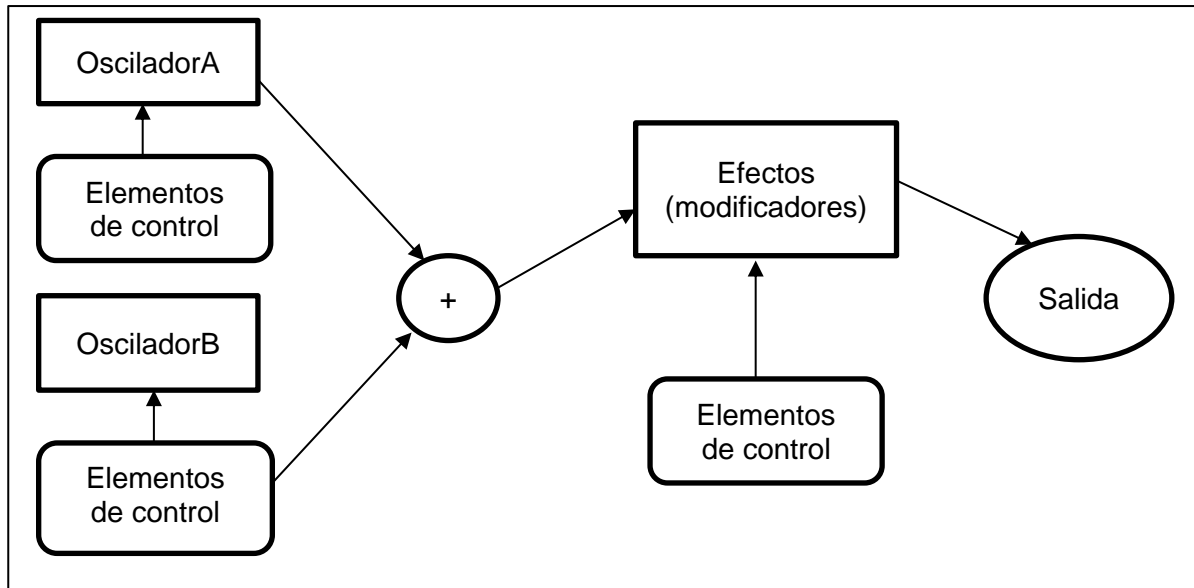 OsciladorA
Elementos
de control
OsciladorB
Elementos
de control
+
Efectos
(modificadores)
Elementos
de control
Salida